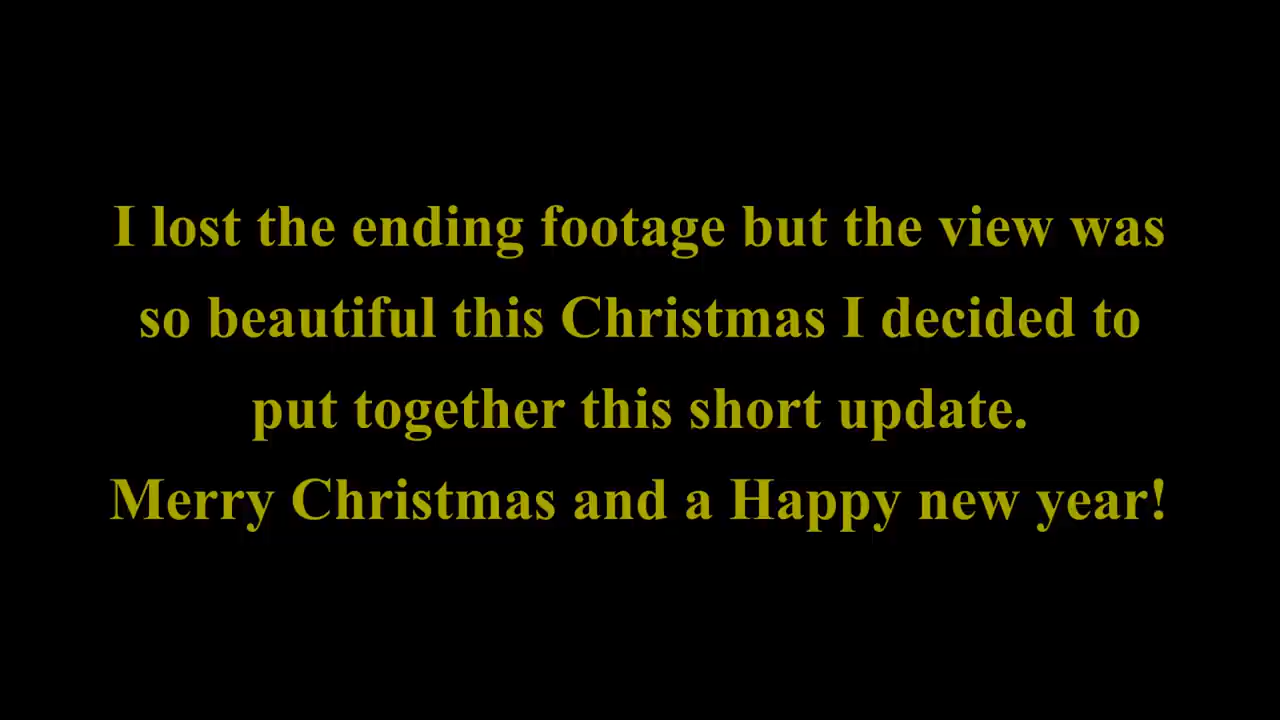 I lost the ending footage but the view was
so beautiful this Christmas I decided to
put together this short update.
Merry Christmas and a Happy new year!